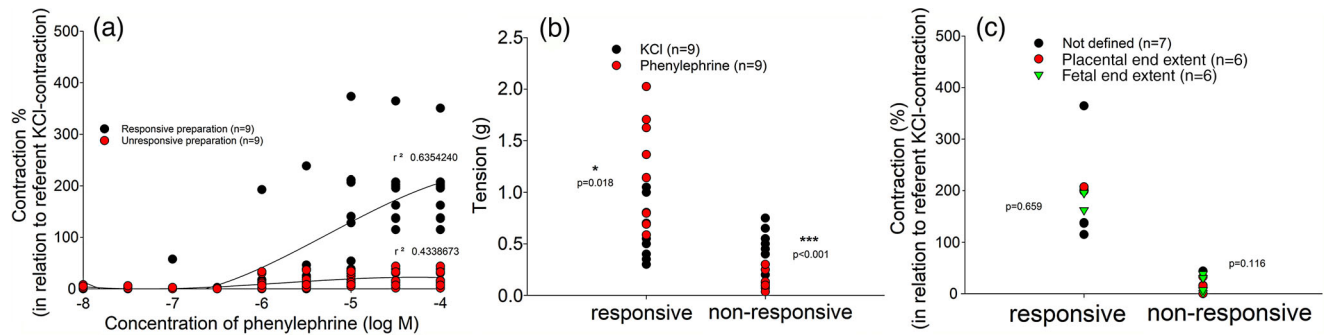 (a)
Contraction %
(in relation to referent KCl-contraction)
500
400
300
200
100
0
Responsive preparation (n=9)
Unresponsive preparation (n=9)
r ² 0.6354240
r ² 0.4338673
-8
-7
-6
-5
-4
Concentration of phenylephrine (log M)
(b)
Tension (g)
2.5
2.0
1.5
1.0
0.5
0.0
KCl (n=9)
Phenylephrine (n=9)
*
p=0.018
***
p<0.001
responsive
non-responsive
(c)
Contraction (%)
(in relation to referent KCl-contraction)
500
400
300
200
100
0
Not defined (n=7)
Placental end extent (n=6)
Fetal end extent (n=6)
p=0.659
p=0.116
responsive
non-responsive